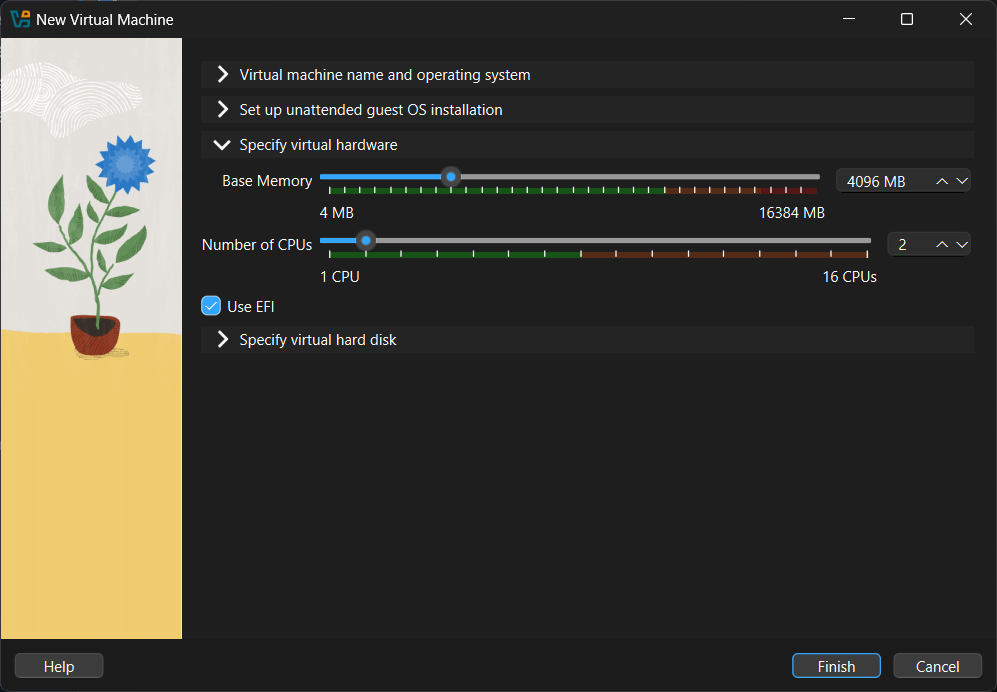 New Virtual Machine
Virtual machine name and operating system
Set up unattended guest OS installation
Specify virtual hardware
Base Memory
4096 MB
4 MB
16384 MB
Number of CPUs
2
1 CPU
16 CPUs
Use EFI
Specify virtual hard disk
Help
Finish
Cancel